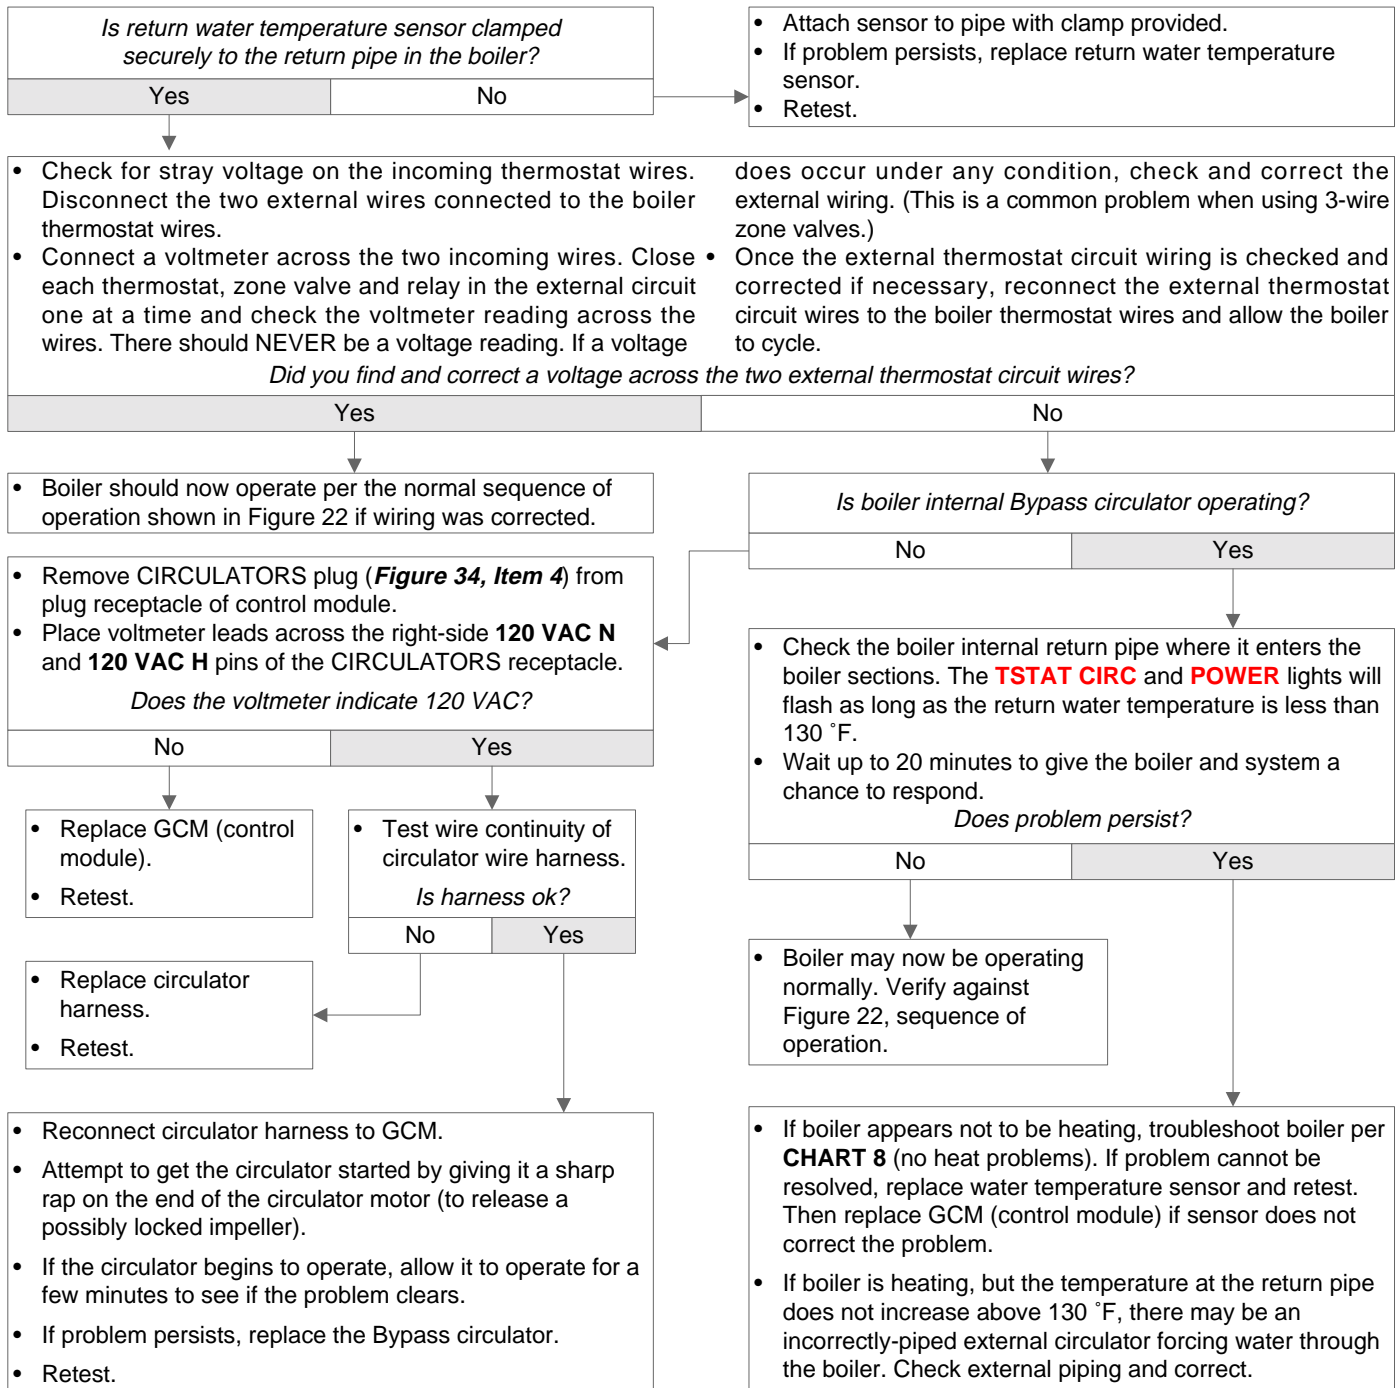 Is return water temperature sensor clamped
securely to the return pipe in the boiler?
Yes
No
• Attach sensor to pipe with clamp provided.
• If problem persists, replace return water temperature
sensor.
• Retest.
• Check for stray voltage on the incoming thermostat wires.
Disconnect the two external wires connected to the boiler
thermostat wires.
• Connect a voltmeter across the two incoming wires. Close
each thermostat, zone valve and relay in the external circuit
one at a time and check the voltmeter reading across the
wires. There should NEVER be a voltage reading. If a voltage
does occur under any condition, check and correct the
external wiring. (This is a common problem when using 3-wire
zone valves.)
• Once the external thermostat circuit wiring is checked and
corrected if necessary, reconnect the external thermostat
circuit wires to the boiler thermostat wires and allow the boiler
to cycle.
Did you find and correct a voltage across the two external thermostat circuit wires?
Yes
No
• Boiler should now operate per the normal sequence of
operation shown in Figure 22 if wiring was corrected.
Is boiler internal Bypass circulator operating?
No
Yes
• Remove CIRCULATORS plug (Figure 34, Item 4) from
plug receptacle of control module.
• Place voltmeter leads across the right-side 120 VAC N
and 120 VAC H pins of the CIRCULATORS receptacle.
Does the voltmeter indicate 120 VAC?
No
Yes
• Check the boiler internal return pipe where it enters the
boiler sections. The TSTAT CIRC and POWER lights will
flash as long as the return water temperature is less than
130 ˚F.
• Wait up to 20 minutes to give the boiler and system a
chance to respond.
Does problem persist?
No
Yes
• Replace GCM (control
module).
• Retest.
• Test wire continuity of
circulator wire harness.
Is harness ok?
No
Yes
• Replace circulator
harness.
• Retest.
• Boiler may now be operating
normally. Verify against
Figure 22, sequence of
operation.
• Reconnect circulator harness to GCM.
• Attempt to get the circulator started by giving it a sharp
rap on the end of the circulator motor (to release a
possibly locked impeller).
• If the circulator begins to operate, allow it to operate for a
few minutes to see if the problem clears.
• If problem persists, replace the Bypass circulator.
• Retest.
• If boiler appears not to be heating, troubleshoot boiler per
CHART 8 (no heat problems). If problem cannot be
resolved, replace water temperature sensor and retest.
Then replace GCM (control module) if sensor does not
correct the problem.
• If boiler is heating, but the temperature at the return pipe
does not increase above 130 ˚F, there may be an
incorrectly-piped external circulator forcing water through
the boiler. Check external piping and correct.